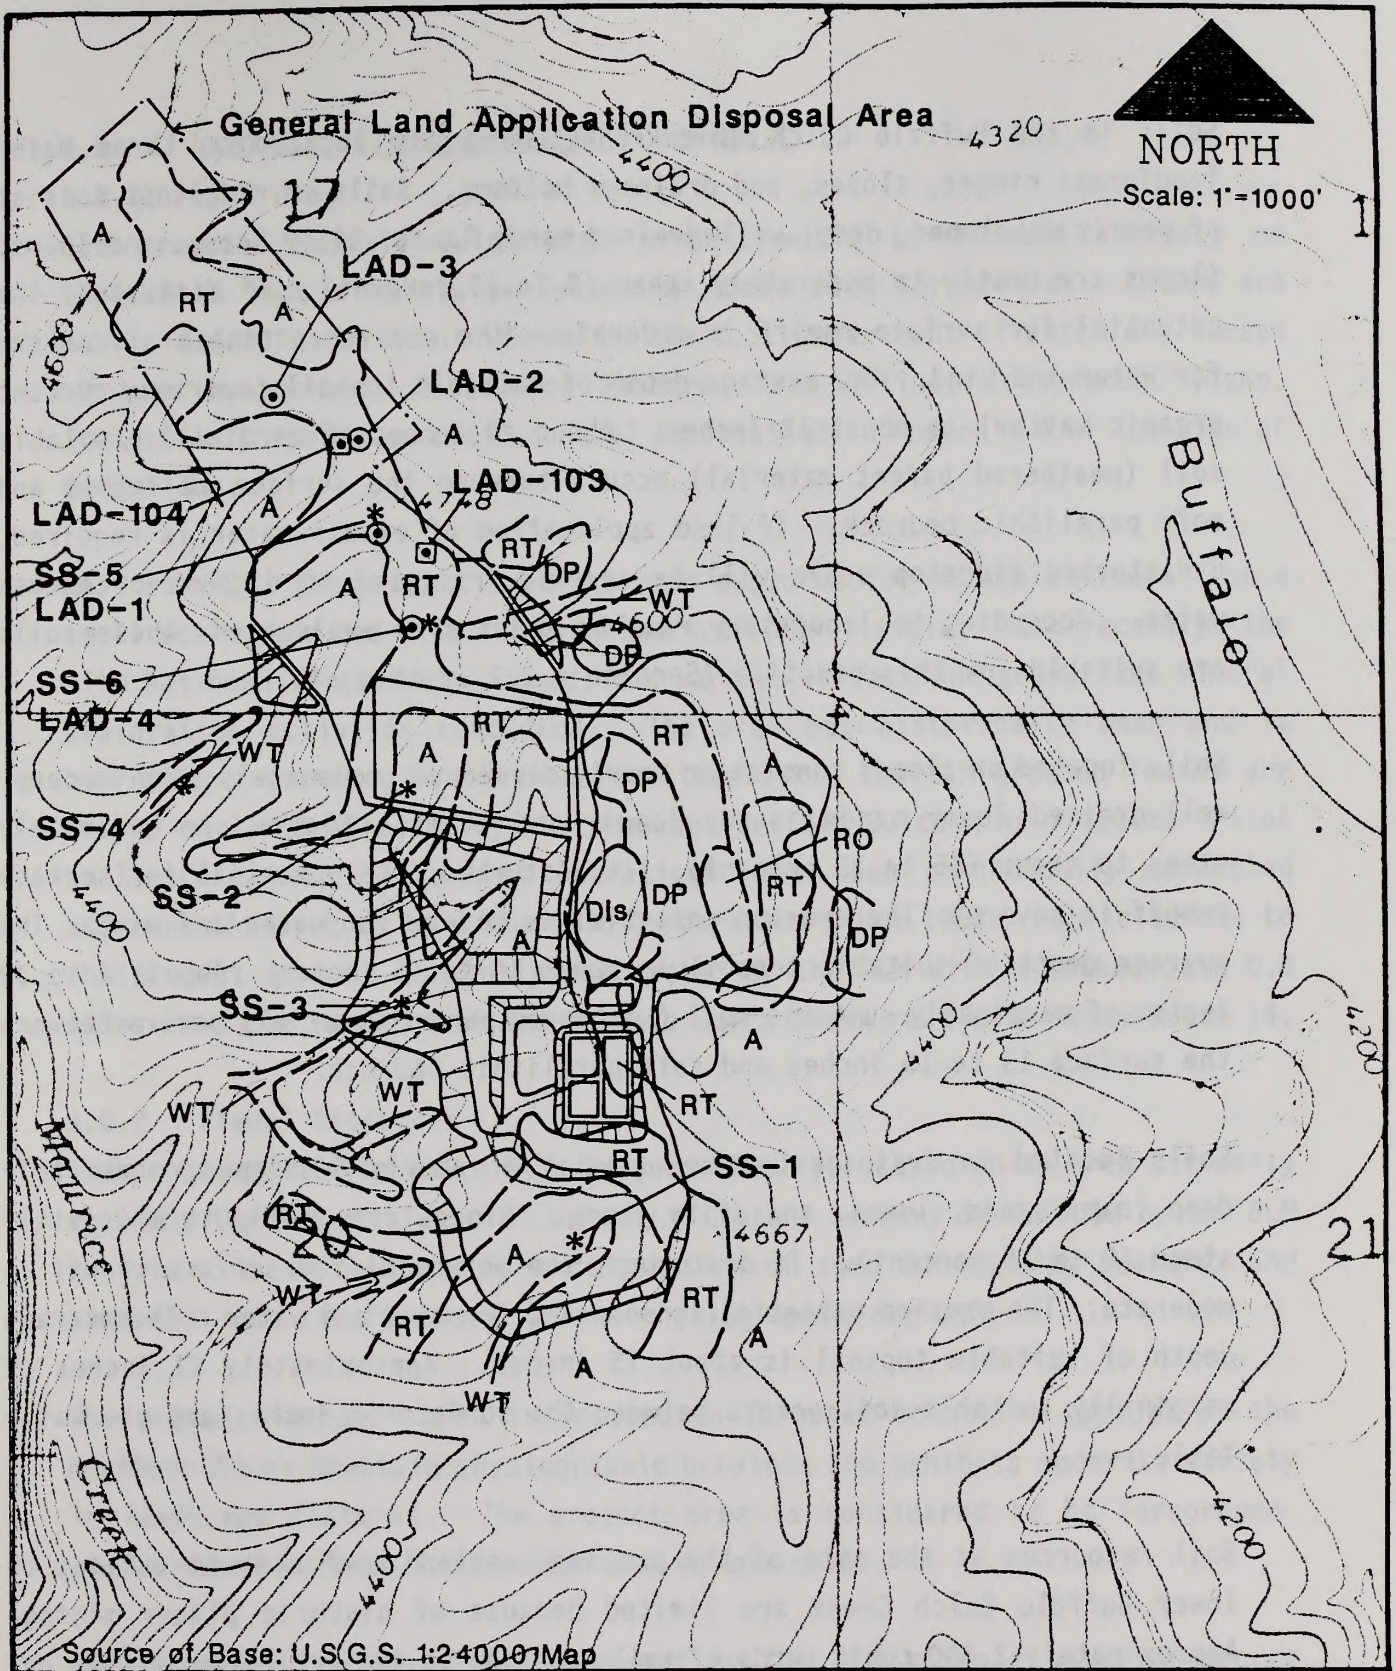 General Land Application Disposal Area
4320
4400
NORTH
Scale: 1"=1000'
A
LAD-3
RT
A
4600
LAD-2
A
LAD-103
4748
A
LAD-104
RT
SS-5
DP
A
RT
WT
LAD-1
4600
DP
SS-6
LAD-4
RT
RT
WT
A
A
DP
SS-4
RO
SS-2
DP
RT
4400
Dis
A
DP
SS-3
A
4400
4200
WT
RT
WT
RT
SS-1
RT
20
4667
21
A
WT
RT
RT
A
A
WT
Buffalo
Maurice
Creek
4400
4200
Source of Base: U.S.G.S. 1:24000 Map